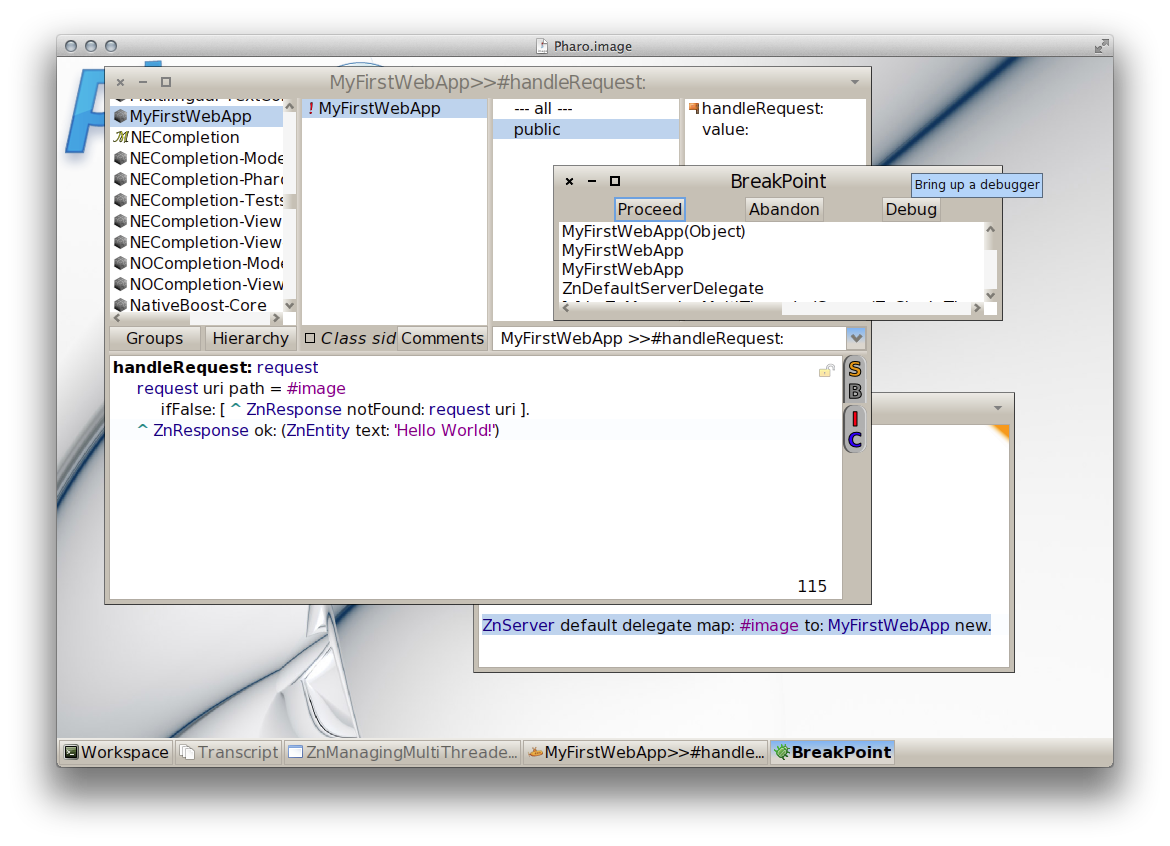 Pharo.image
MyFirstWebApp>>#handleRequest:
MyFirstWebApp
NECompletion
NECompletion-Mode
NECompletion-Pharo
NECompletion-Tests
NECompletion-View
NECompletion-View
NOCompletion-Mode
NOCompletion-View
NativeBoost-Core
! MyFirstWebApp
--- all ---
public
handleRequest:
value:
BreakPoint
Bring up a debugger
Proceed
Abandon
Debug
MyFirstWebApp(Object)
MyFirstWebApp
MyFirstWebApp
ZnDefaultServerDelegate
Groups
Hierarchy
Class sid
Comments
MyFirstWebApp >>#handleRequest:
handleRequest: request
request uri path = #image
ifFalse: [ ^ ZnResponse notFound: request uri ].
^ ZnResponse ok: (ZnEntity text: 'Hello World!')
S
B
I
C
115
ZnServer default delegate map: #image to: MyFirstWebApp new.
Workspace
Transcript
ZnManagingMultiThreade...
MyFirstWebApp>>#handle...
BreakPoint